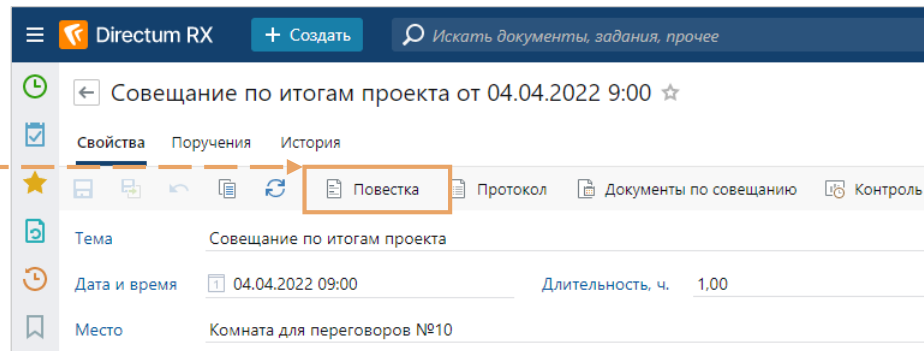 Directum RX + Создать Искать документы, задания, прочее
Совещание по итогам проекта от 04.04.2022 9:00
Свойства Поручения История
Повестка Протокол Документы по совещанию Контроль
Тема Совещание по итогам проекта
Дата и время 1 04.04.2022 09:00 Длительность, ч. 1,00
Место Комната для переговоров №10